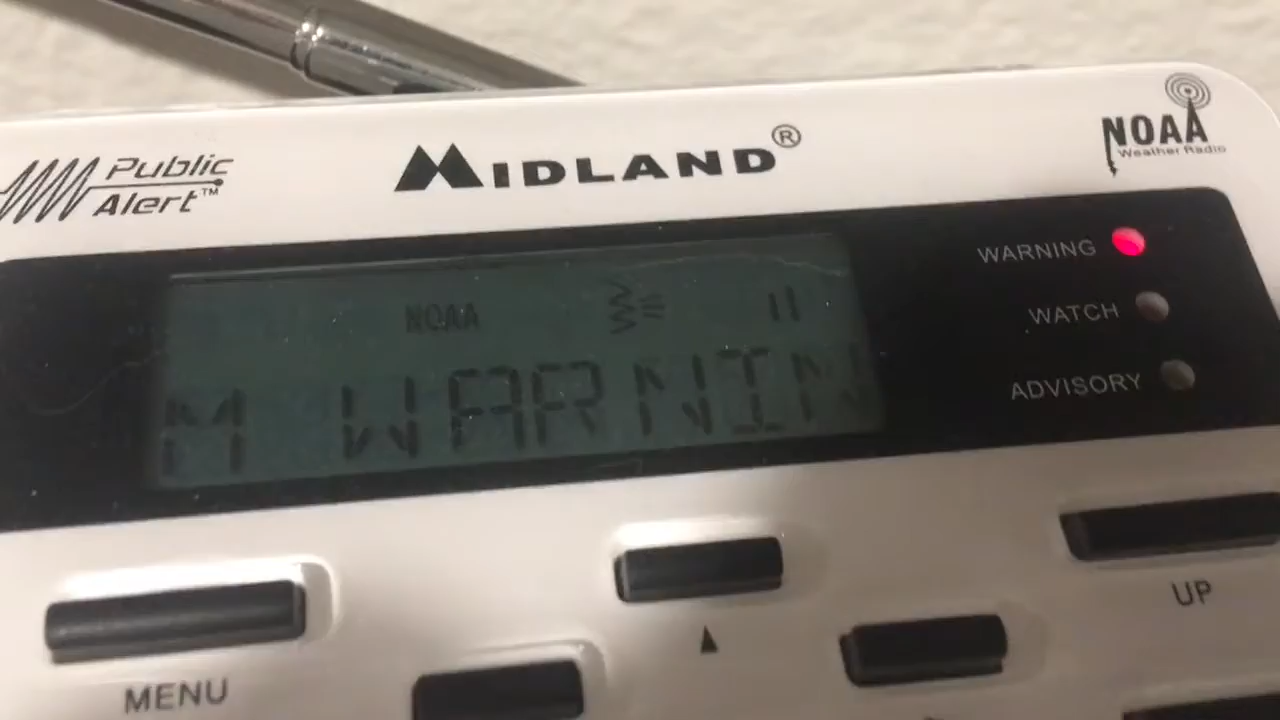 Public
Alert™
MIDLAND®
NOAA
Weather Radio
WARNING
WATCH
ADVISORY
NOAA
M WARNIN
UP
MENU